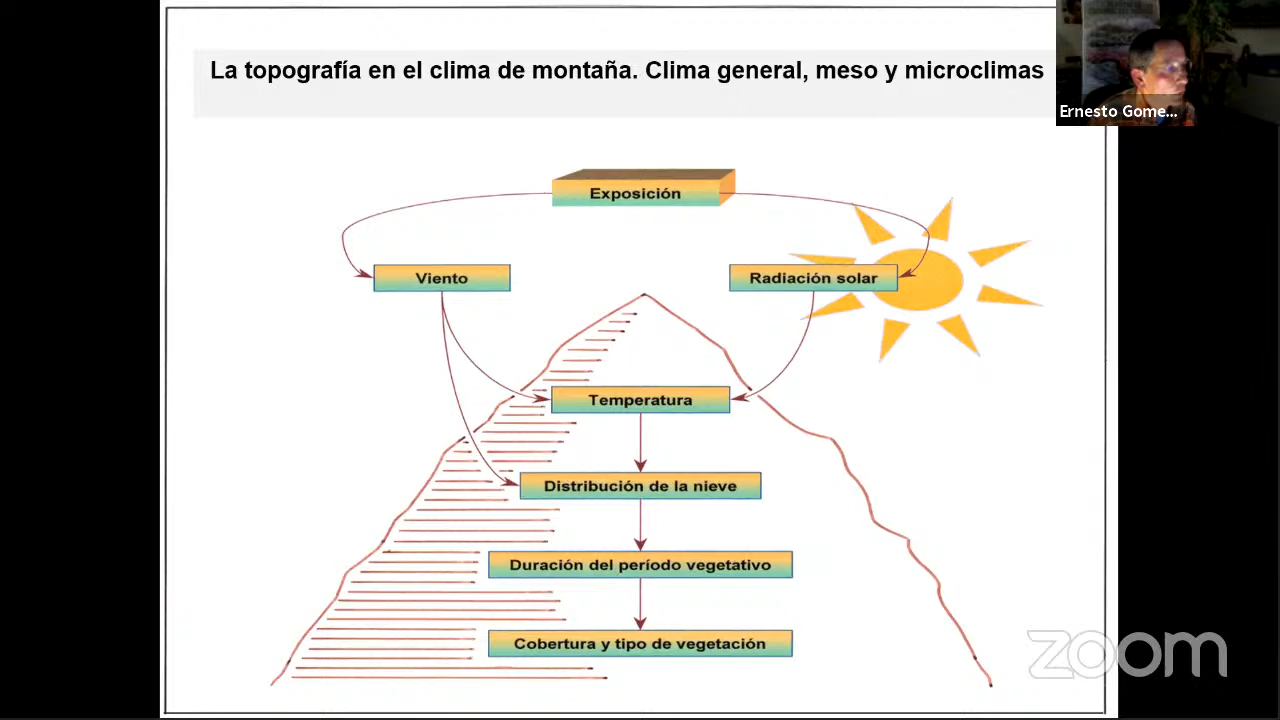 La topografía en el clima de montaña. Clima general, meso y microclimas
Ernesto Gome...
Exposición
Viento
Radiación solar
Temperatura
Distribución de la nieve
Duración del período vegetativo
Cobertura y tipo de vegetación
zoom